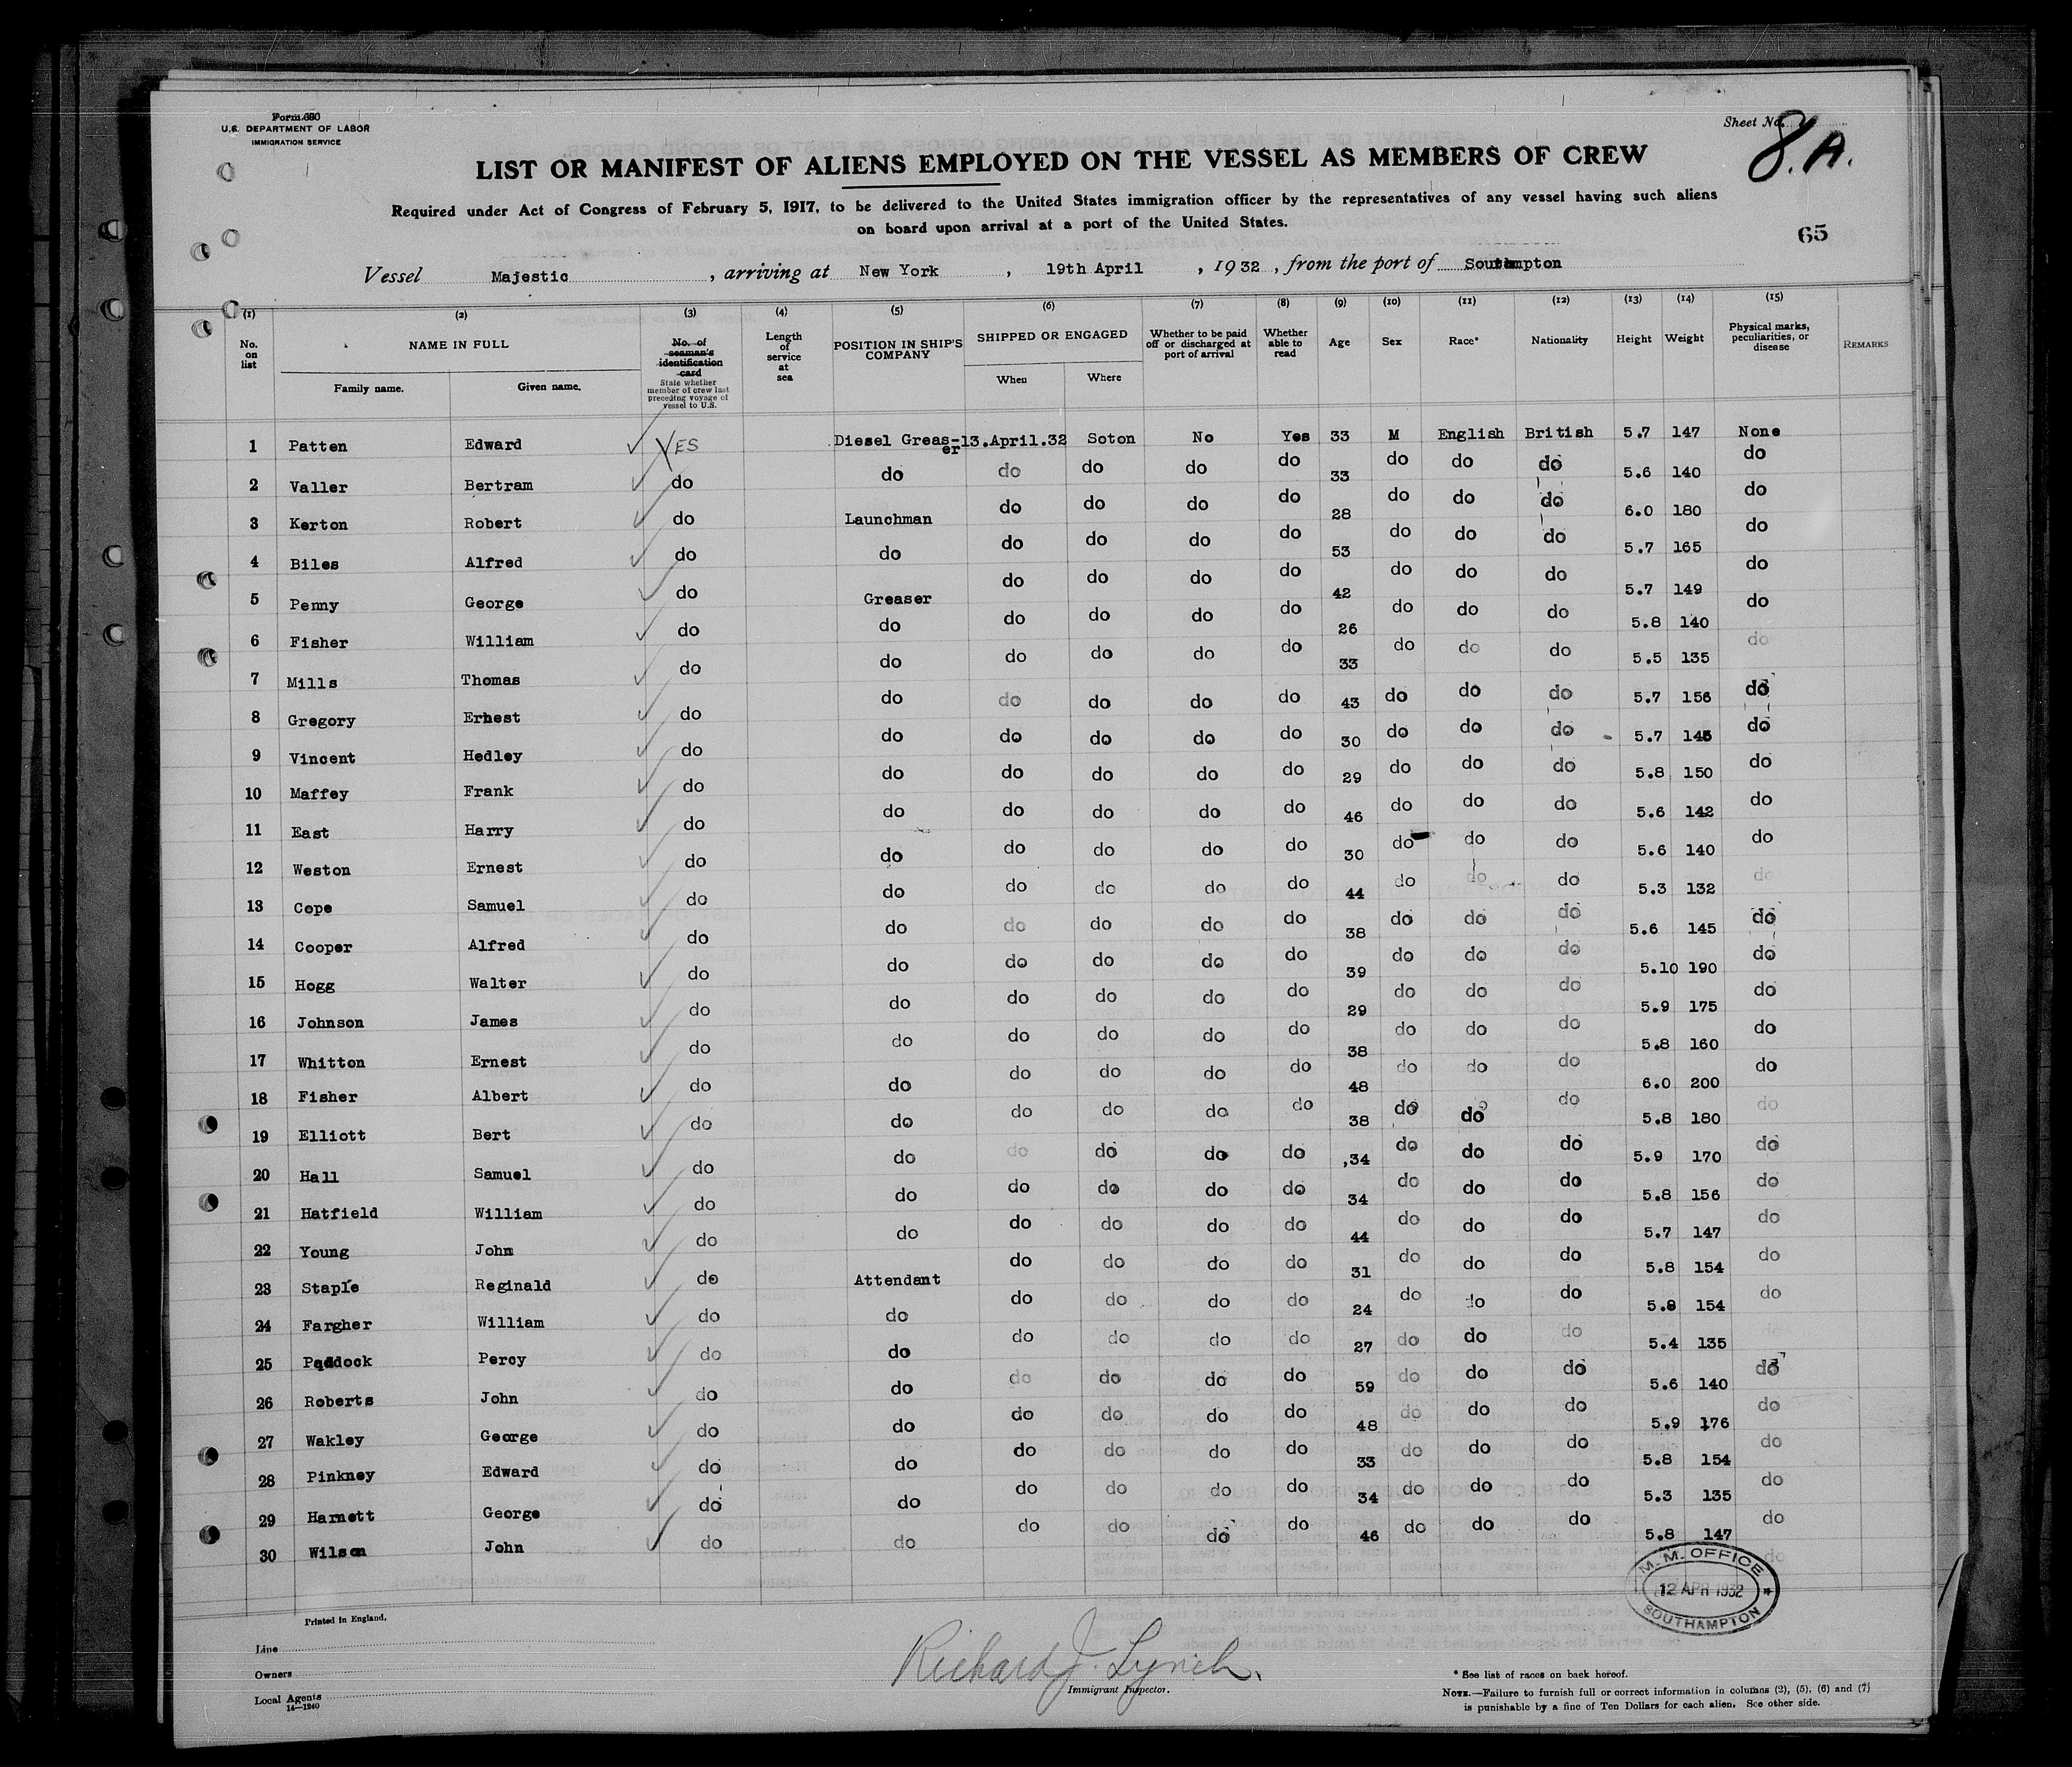 Form 680
U.S. DEPARTMENT OF LABOR
IMMIGRATION SERVICE
Sheet No. 8.A.
LIST OR MANIFEST OF ALIENS EMPLOYED ON THE VESSEL AS MEMBERS OF CREW
Required under Act of Congress of February 5, 1917, to be delivered to the United States immigration officer by the representatives of any vessel having such aliens
on board upon arrival at a port of the United States.
65
Vessel Majestic, arriving at New York, 19th April, 1932, from the port of Southmpton
(1) (2) (3) (4) (5) (6) (7) (8) (9) (10) (11) (12) (13) (14) (15)
No. on list NAME IN FULL Family name. Given name. No. of seaman's identification card State whether member of crew last preceding voyage of vessel to U.S. Length of service at sea POSITION IN SHIP'S COMPANY SHIPPED OR ENGAGED When Where Whether to be paid off or discharged at port of arrival Whether able to read Age Sex Race* Nationality Height Weight Physical marks, peculiarities, or disease REMARKS
1 Patten Edward YES Diesel Greas-er 13.April.32 Soton No Yes 33 M English British 5.7 147 None
2 Valler Bertram do do do do do do 33 do do do 5.6 140 do
3 Kerton Robert do Launchman do do do do 28 do do do 6.0 180 do
4 Biles Alfred do do do do do do 53 do do do 5.7 165 do
5 Penny George do Greaser do do do do 42 do do do 5.7 149 do
6 Fisher William do do do do do do 26 do do do 5.8 140 do
7 Mills Thomas do do do do do do 33 do do do 5.5 135 do
8 Gregory Ernest do do do do do do 43 do do do 5.7 156 do
9 Vincent Hedley do do do do do do 30 do do do 5.7 145 do
10 Maffey Frank do do do do do do 29 do do do 5.8 150 do
11 East Harry do do do do do do 46 do do do 5.6 142 do
12 Weston Ernest do do do do do do 30 do do do 5.6 140 do
13 Cope Samuel do do do do do do 44 do do do 5.3 132 do
14 Cooper Alfred do do do do do do 38 do do do 5.6 145 do
15 Hogg Walter do do do do do do 39 do do do 5.10 190 do
16 Johnson James do do do do do do 29 do do do 5.9 175 do
17 Whitton Ernest do do do do do do 38 do do do 5.8 160 do
18 Fisher Albert do do do do do do 48 do do do 6.0 200 do
19 Elliott Bert do do do do do do 38 do do do 5.8 180 do
20 Hall Samuel do do do do do do 34 do do do 5.9 170 do
21 Hatfield William do do do do do do 34 do do do 5.8 156 do
22 Young John do do do do do do 44 do do do 5.7 147 do
23 Staple Reginald do Attendant do do do do 31 do do do 5.8 154 do
24 Fargher William do do do do do do 24 do do do 5.8 154 do
25 Paddock Percy do do do do do do 27 do do do 5.4 135
26 Roberts John do do do do do do 59 do do do 5.6 140 do
27 Wakley George do do do do do do 48 do do do 5.9 176 do
28 Pinkney Edward do do do do do do 33 do do do 5.8 154 do
29 Harnett George do do do do do do 34 do do do 5.3 135 do
30 Wilson John do do do do do do 46 do do do 5.8 147 do
M.M. OFFICE
12 APR 1932
SOUTHAMPTON
Printed in England.
Line
Owners
Local Agents
14—1240
Richard J. Lynch.
Immigrant Inspector.
* See list of races on back hereof.
NOTE.—Failure to furnish full or correct information in columns (2), (5), (6) and (7)
is punishable by a fine of Ten Dollars for each alien. See other side.